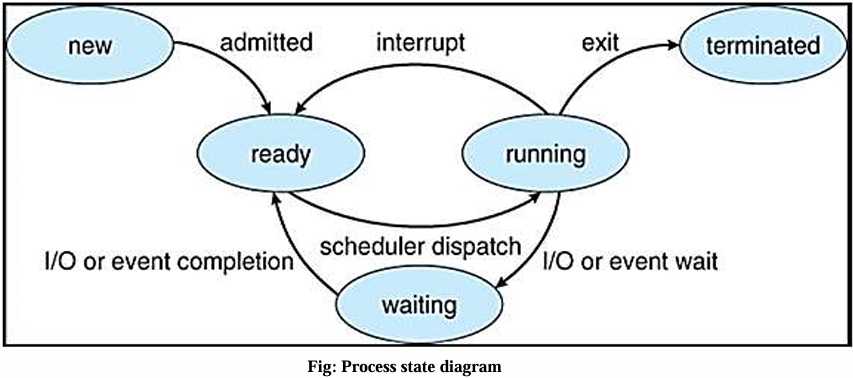 new
admitted
interrupt
exit
terminated
ready
running
scheduler dispatch
I/O or event completion
I/O or event wait
waiting
Fig: Process state diagram